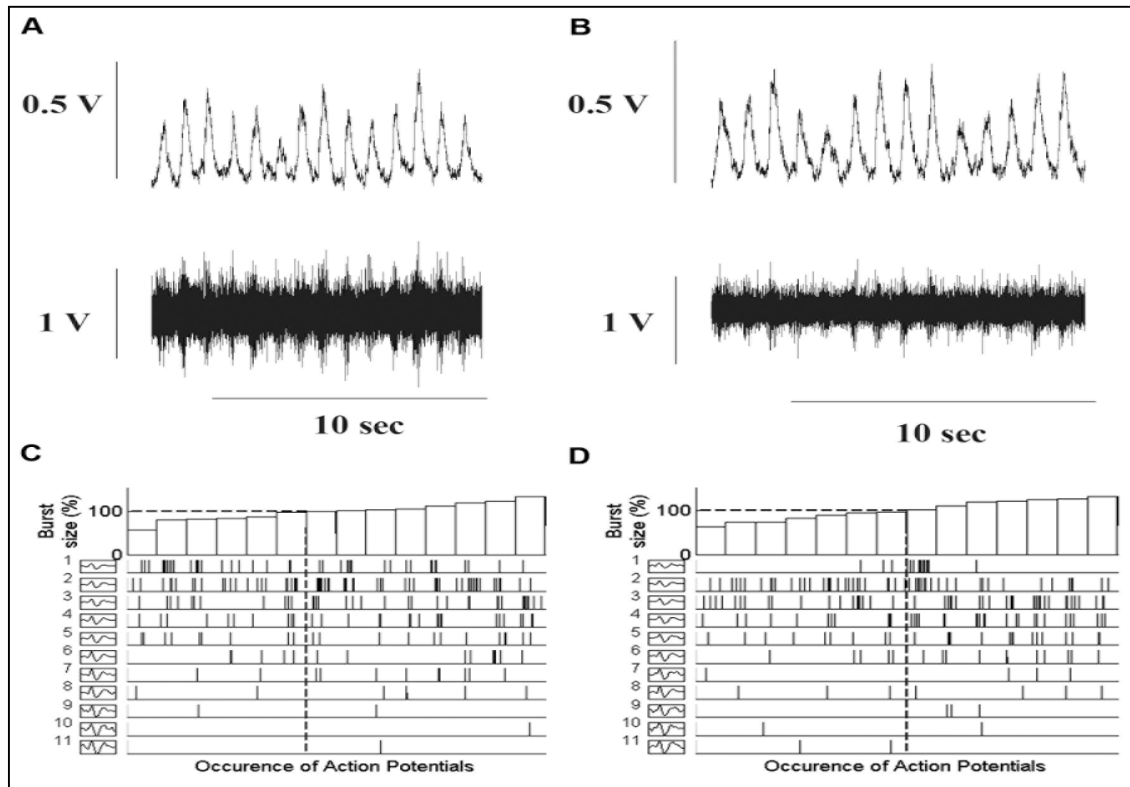 A
B
0.5 V
0.5 V
1 V
1 V
10 sec
10 sec
C
D
Burst
size (%)
100
0
Burst
size (%)
100
0
1
2
3
4
5
6
7
8
9
10
11
1
2
3
4
5
6
7
8
9
10
11
Occurence of Action Potentials
Occurence of Action Potentials